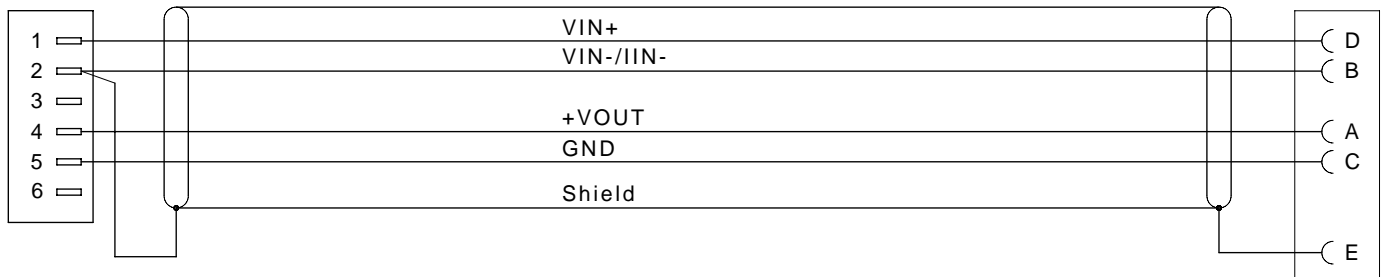 1 VIN+ D
2 VIN-/IIN- B
3
4 +VOUT A
5 GND C
6 Shield
E